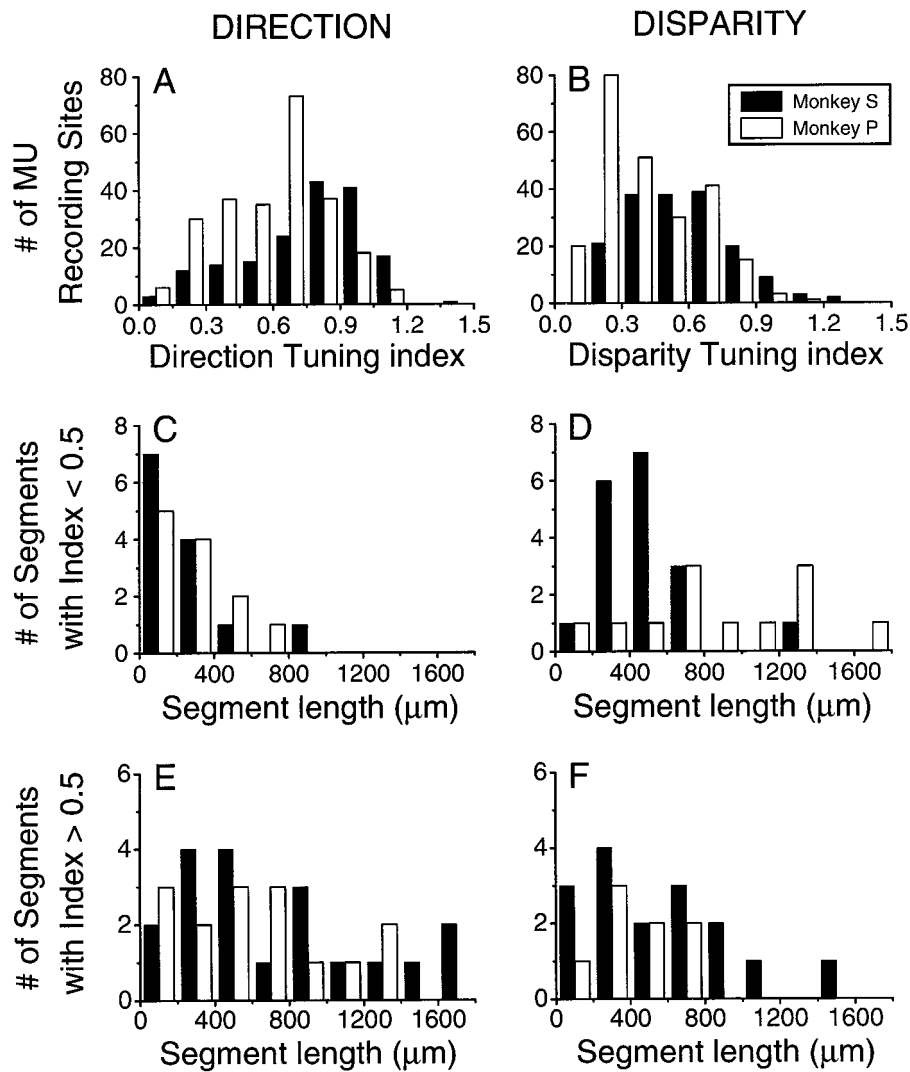 DIRECTION
DISPARITY
# of MU
Recording Sites
A
80
60
40
20
0
0.0 0.3 0.6 0.9 1.2 1.5
Direction Tuning index
B
Monkey S
Monkey P
80
60
40
20
0
0.0 0.3 0.6 0.9 1.2 1.5
Disparity Tuning index
# of Segments
with Index < 0.5
C
8
6
4
2
0
0 400 800 1200 1600
Segment length (μm)
D
8
6
4
2
0
0 400 800 1200 1600
Segment length (μm)
# of Segments
with Index > 0.5
E
6
4
2
0
0 400 800 1200 1600
Segment length (μm)
F
6
4
2
0
0 400 800 1200 1600
Segment length (μm)